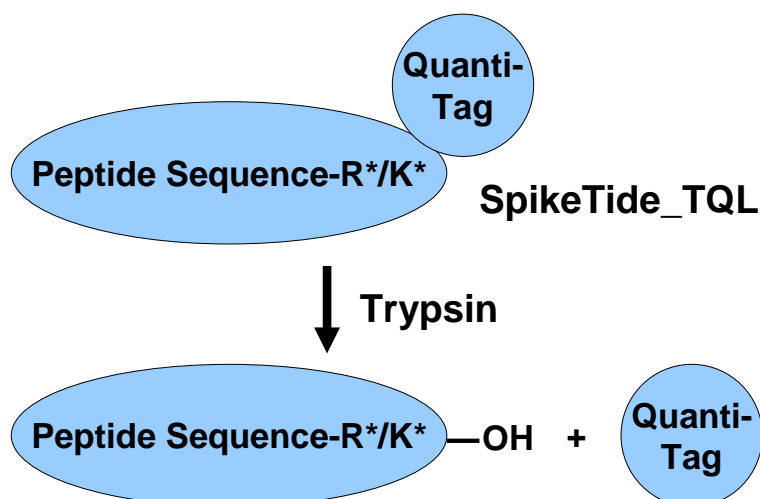 Quanti-
Tag
Peptide Sequence-R*/K*
SpikeTide_TQL
Trypsin
Peptide Sequence-R*/K* —OH + Quanti-
Tag